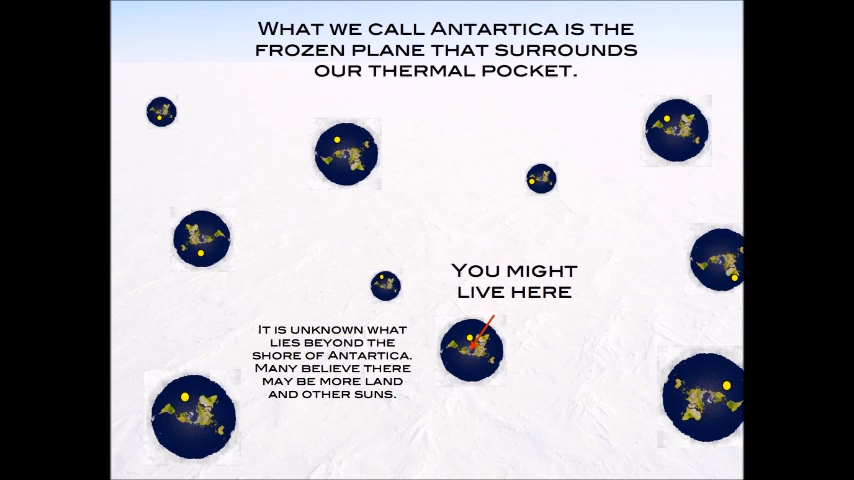 What we call Antartica is the
frozen plane that surrounds
our thermal pocket.
You might
live here
It is unknown what
lies beyond the
shore of Antartica.
Many believe there
may be more land
and other suns.